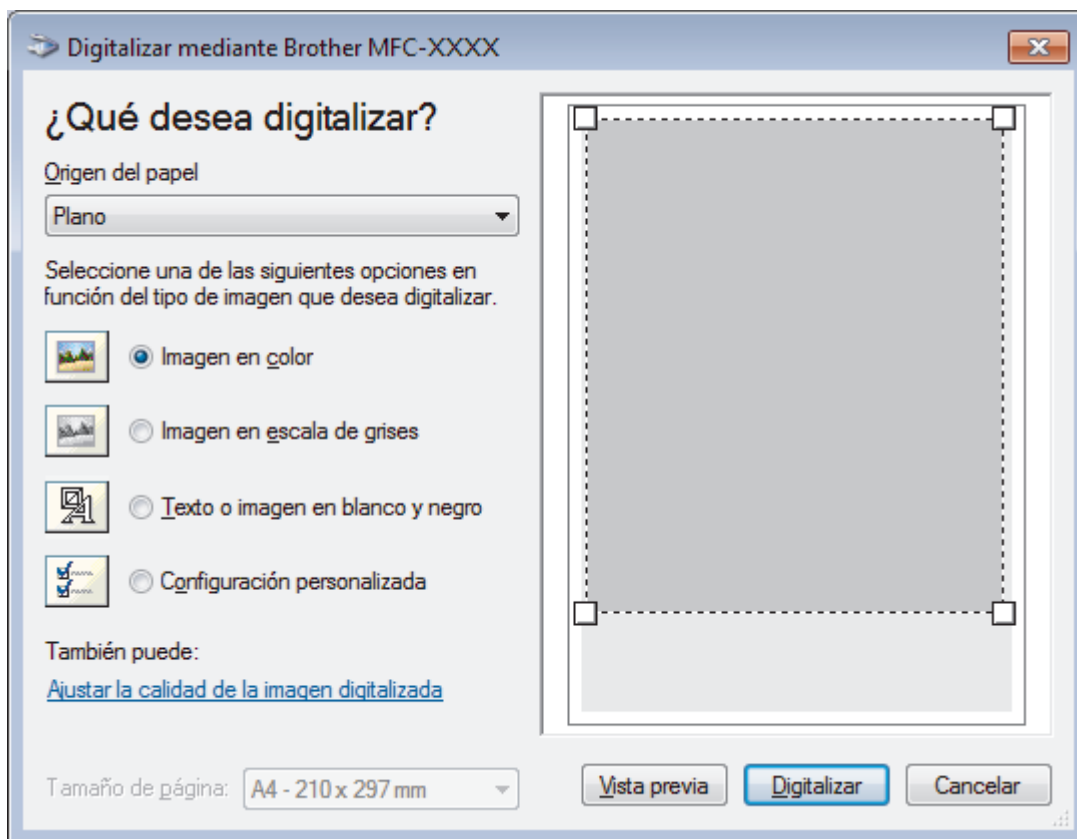 Digitalizar mediante Brother MFC-XXXX
¿Qué desea digitalizar?
Origen del papel
Plano
Seleccione una de las siguientes opciones en
función del tipo de imagen que desea digitalizar.
Imagen en color
Imagen en escala de grises
Texto o imagen en blanco y negro
Configuración personalizada
También puede:
Ajustar la calidad de la imagen digitalizada
Tamaño de página: A4 - 210 x 297 mm
Vista previa Digitalizar Cancelar